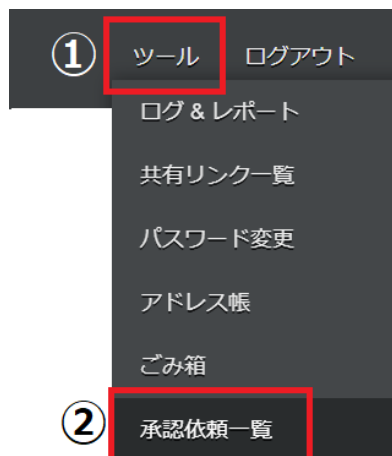 ① ツール ログアウト
ログ & レポート
共有リンク一覧
パスワード変更
アドレス帳
ごみ箱
② 承認依頼一覧